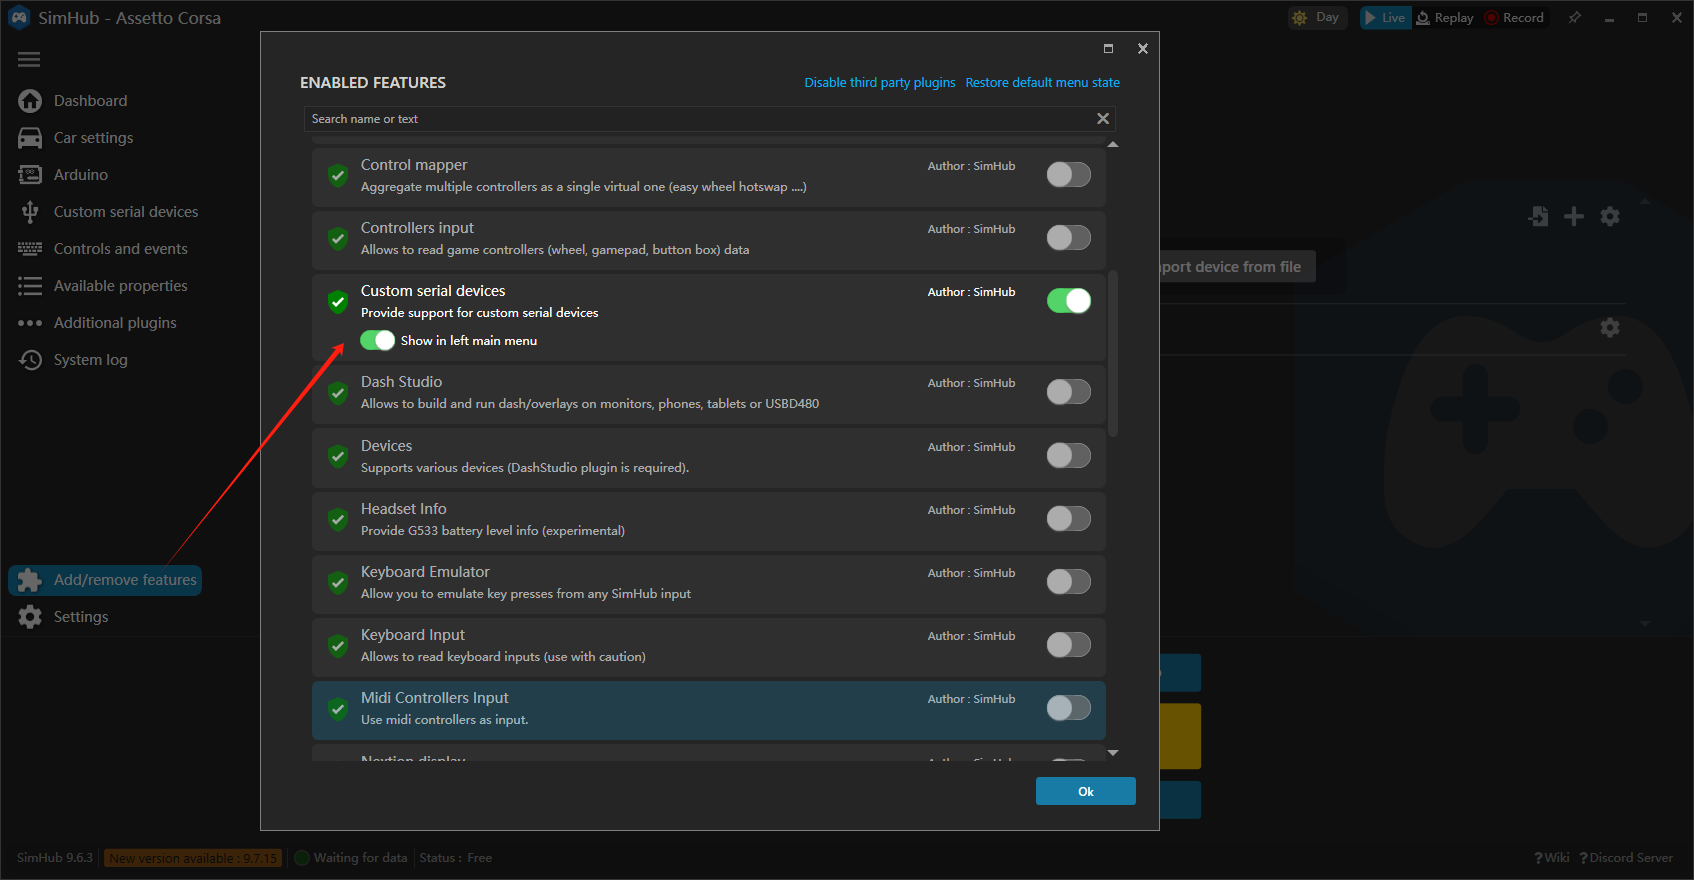 SimHub - Assetto Corsa
Day
Live
Replay
Record
Dashboard
Car settings
Arduino
Custom serial devices
Controls and events
Available properties
Additional plugins
System log
Add/remove features
Settings
ENABLED FEATURES
Disable third party plugins
Restore default menu state
Search name or text
Control mapper
Author : SimHub
Aggregate multiple controllers as a single virtual one (easy wheel hotswap ....)
Controllers input
Author : SimHub
Allows to read game controllers (wheel, gamepad, button box) data
Custom serial devices
Author : SimHub
Provide support for custom serial devices
Show in left main menu
Dash Studio
Author : SimHub
Allows to build and run dash/overlays on monitors, phones, tablets or USBD480
Devices
Author : SimHub
Supports various devices (DashStudio plugin is required).
Headset Info
Author : SimHub
Provide G533 battery level info (experimental)
Keyboard Emulator
Author : SimHub
Allow you to emulate key presses from any SimHub input
Keyboard Input
Author : SimHub
Allows to read keyboard inputs (use with caution)
Midi Controllers Input
Author : SimHub
Use midi controllers as input.
Nextion display
Author : SimHub
Ok
port device from file
SimHub 9.6.3
New version available : 9.7.15
Waiting for data
Status : Free
?Wiki
?Discord Server